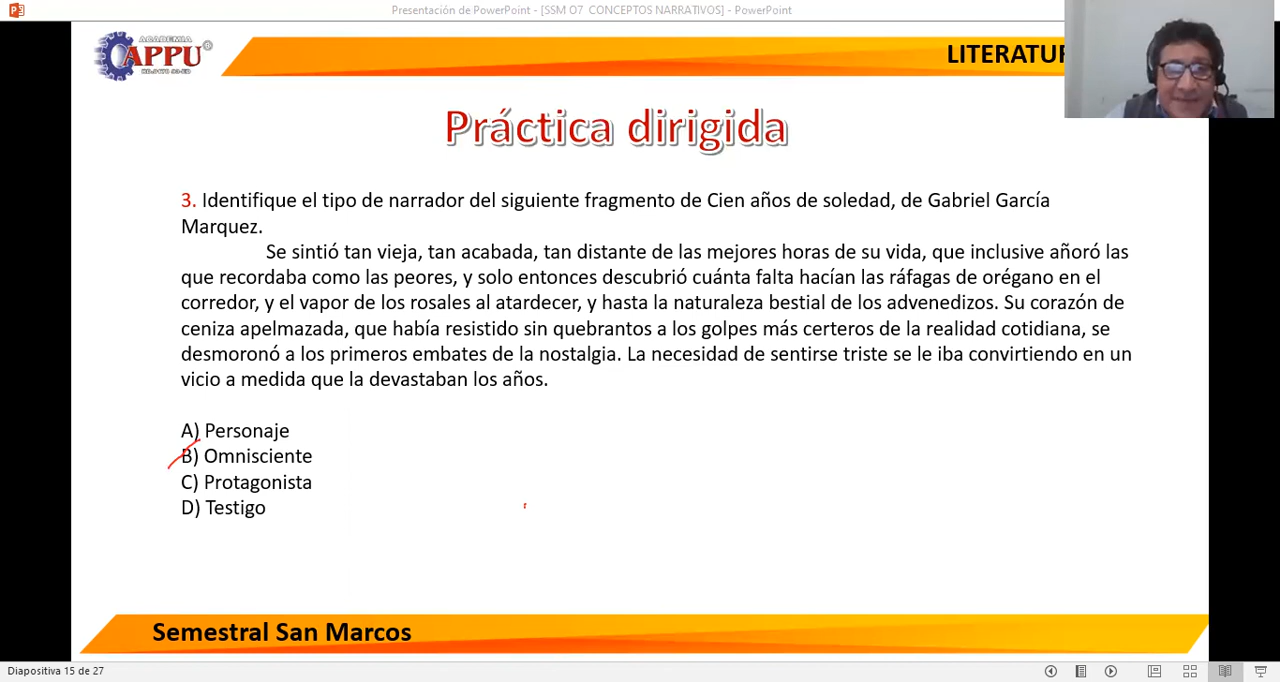 Presentación de PowerPoint - [SSM O7  CONCEPTOS NARRATIVOS] - PowerPoint
ACADEMIA
APPU
LITERATUR
Práctica dirigida
3. Identifique el tipo de narrador del siguiente fragmento de Cien años de soledad, de Gabriel García
Marquez.
Se sintió tan vieja, tan acabada, tan distante de las mejores horas de su vida, que inclusive añoró las
que recordaba como las peores, y solo entonces descubrió cuánta falta hacían las ráfagas de orégano en el
corredor, y el vapor de los rosales al atardecer, y hasta la naturaleza bestial de los advenedizos. Su corazón de
ceniza apelmazada, que había resistido sin quebrantos a los golpes más certeros de la realidad cotidiana, se
desmoronó a los primeros embates de la nostalgia. La necesidad de sentirse triste se le iba convirtiendo en un
vicio a medida que la devastaban los años.
A) Personaje
B) Omnisciente
C) Protagonista
D) Testigo
Semestral San Marcos
Diapositiva 15 de 27